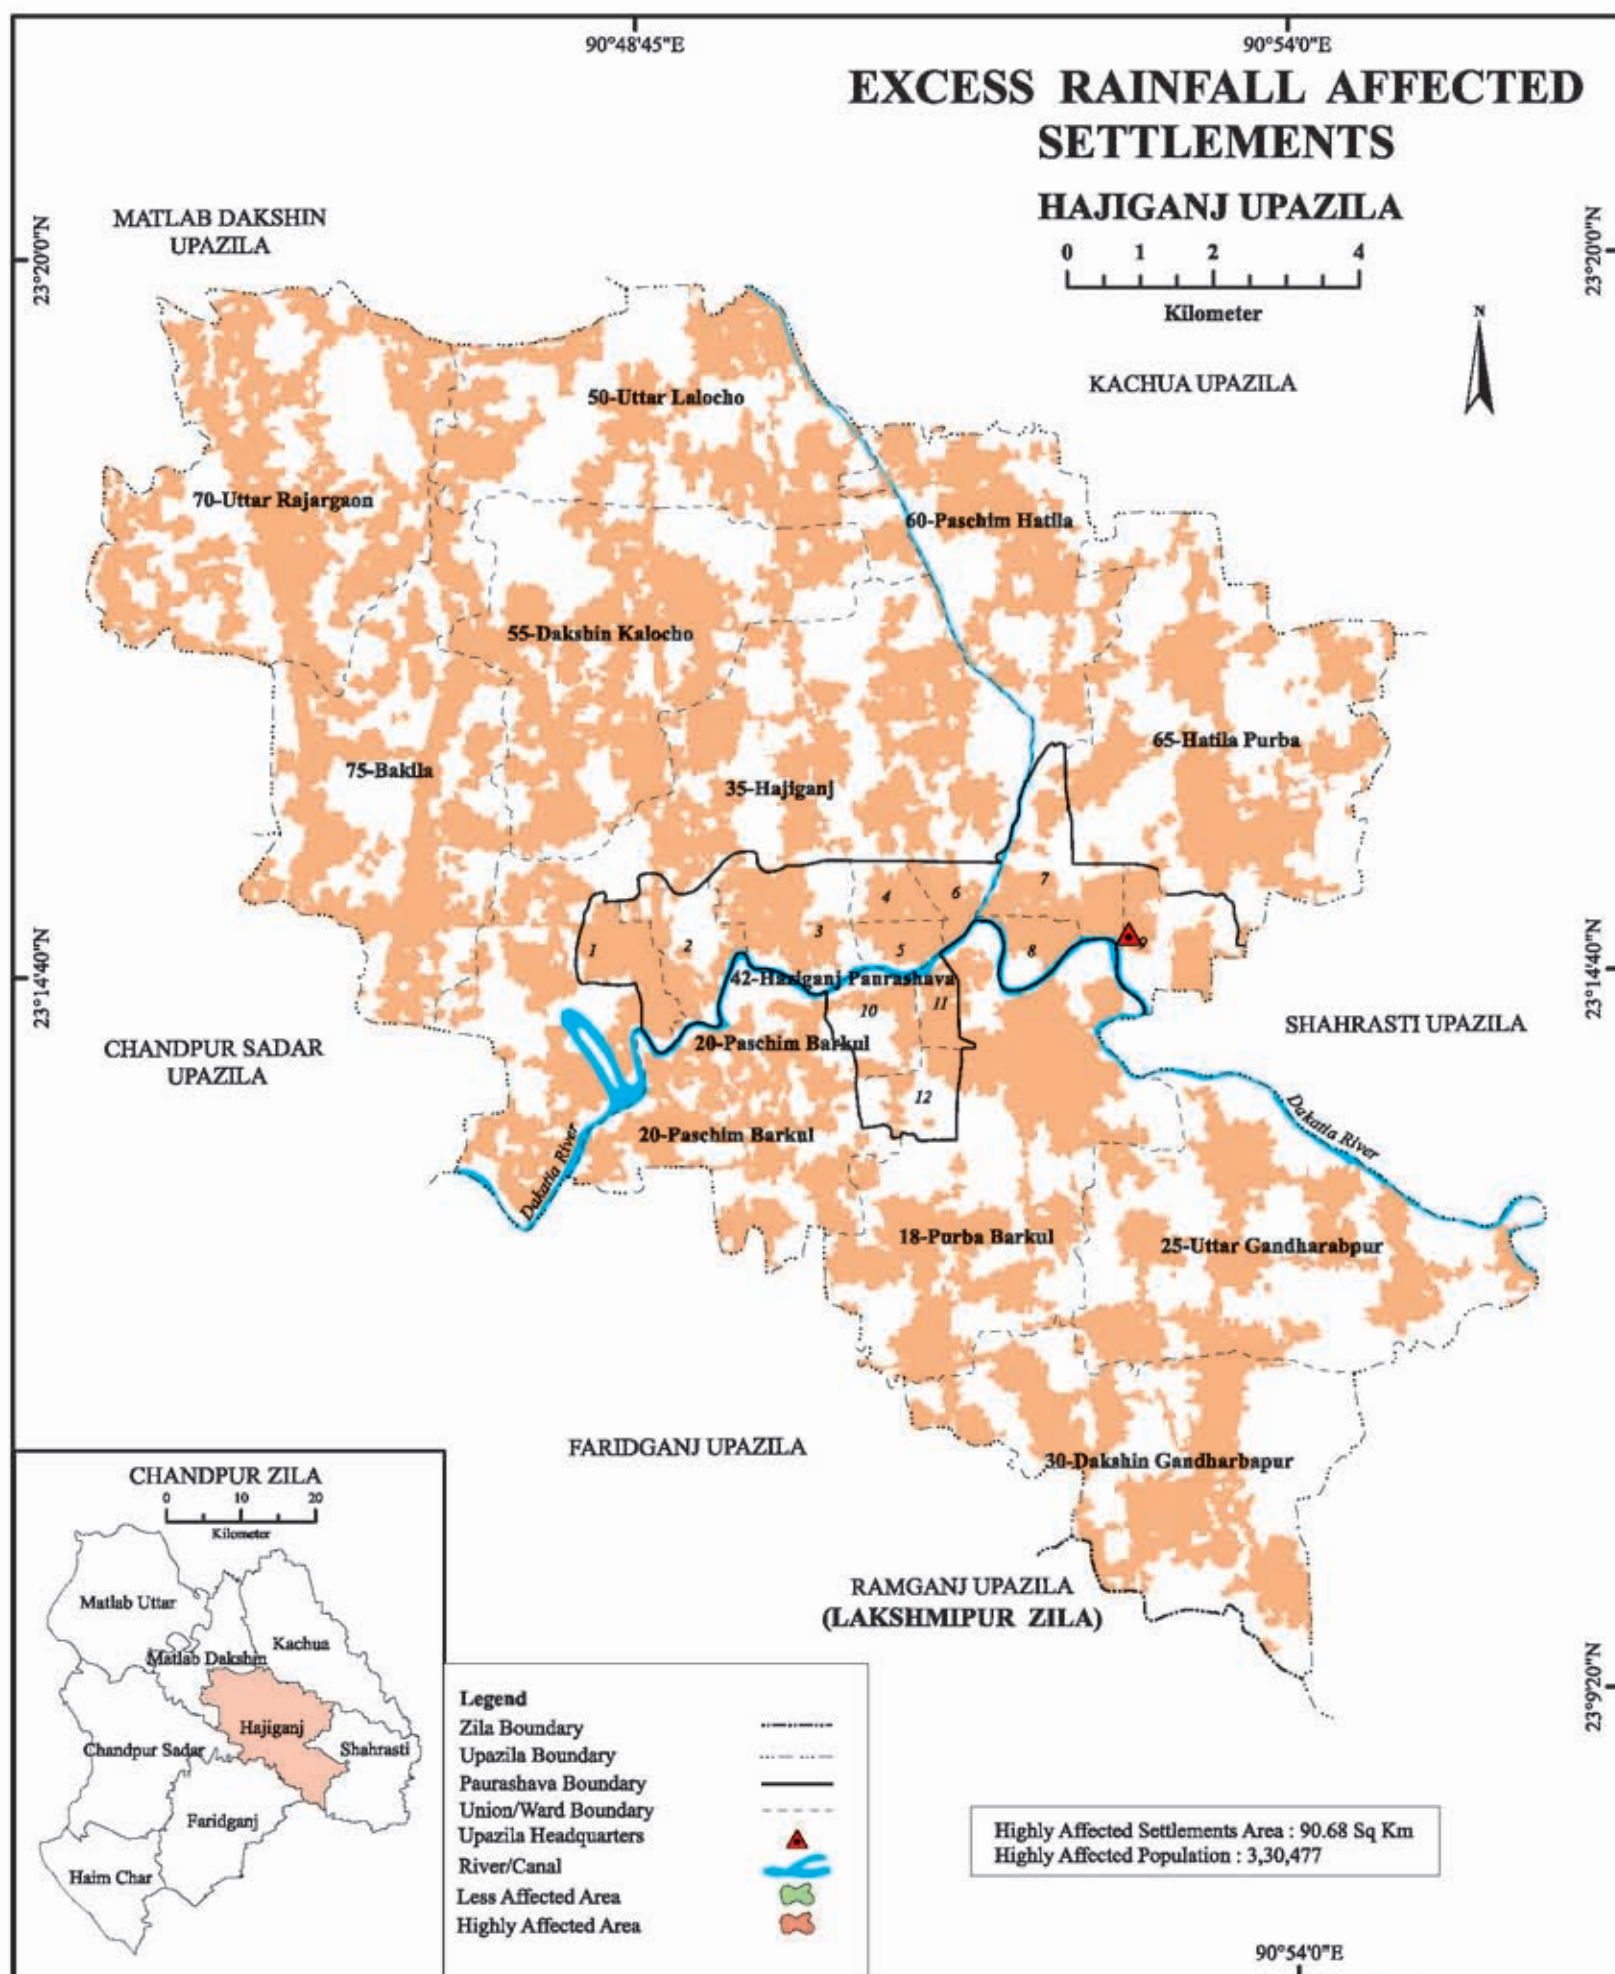 90°48'45"E
90°54'0"E
EXCESS RAINFALL AFFECTED
SETTLEMENTS
HAJIGANJ UPAZILA
0 1 2 4
Kilometer
N
MATLAB DAKSHIN
UPAZILA
23°20'0"N
23°20'0"N
KACHUA UPAZILA
50-Uttar Lalocho
70-Uttar Rajargaon
60-Paschim Hatila
55-Dakshin Kalocho
65-Hatila Purba
75-Bakila
35-Hajiganj
1
2
3
4
5
6
7
8
9
42-Haziganj Paurashava
10
11
12
23°14'40"N
23°14'40"N
CHANDPUR SADAR
UPAZILA
SHAHRASTI UPAZILA
20-Paschim Barkul
20-Paschim Barkul
Dakatia River
Dakatia River
18-Purba Barkul
25-Uttar Gandharabpur
FARIDGANJ UPAZILA
30-Dakshin Gandharbapur
RAMGANJ UPAZILA
(LAKSHMIPUR ZILA)
23°9'20"N
CHANDPUR ZILA
0 10 20
Kilometer
Matlab Uttar
Kachua
Matlab Dakshin
Hajiganj
Chandpur Sadar
Shahrasti
Faridganj
Haim Char
Legend
Zila Boundary
Upazila Boundary
Paurashava Boundary
Union/Ward Boundary
Upazila Headquarters
River/Canal
Less Affected Area
Highly Affected Area
Highly Affected Settlements Area : 90.68 Sq Km
Highly Affected Population : 3,30,477
90°54'0"E